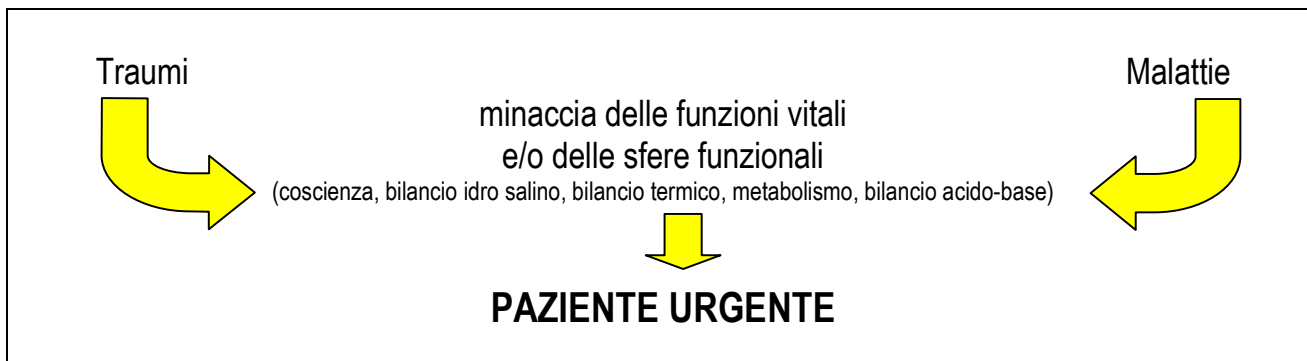 Traumi
Malattie
minaccia delle funzioni vitali
e/o delle sfere funzionali
(coscienza, bilancio idro salino, bilancio termico, metabolismo, bilancio acido-base)
PAZIENTE URGENTE